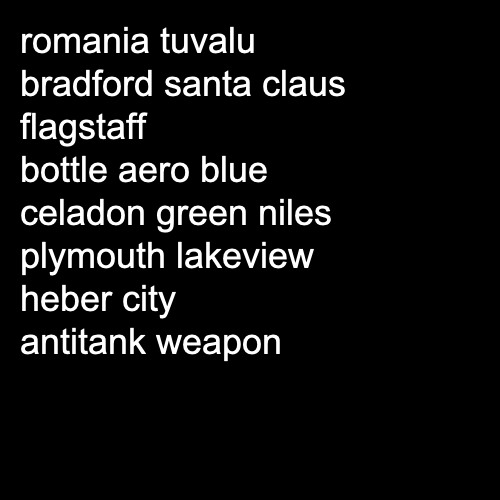 romania tuvalu
bradford santa claus
flagstaff
bottle aero blue
celadon green niles
plymouth lakeview
heber city
antitank weapon